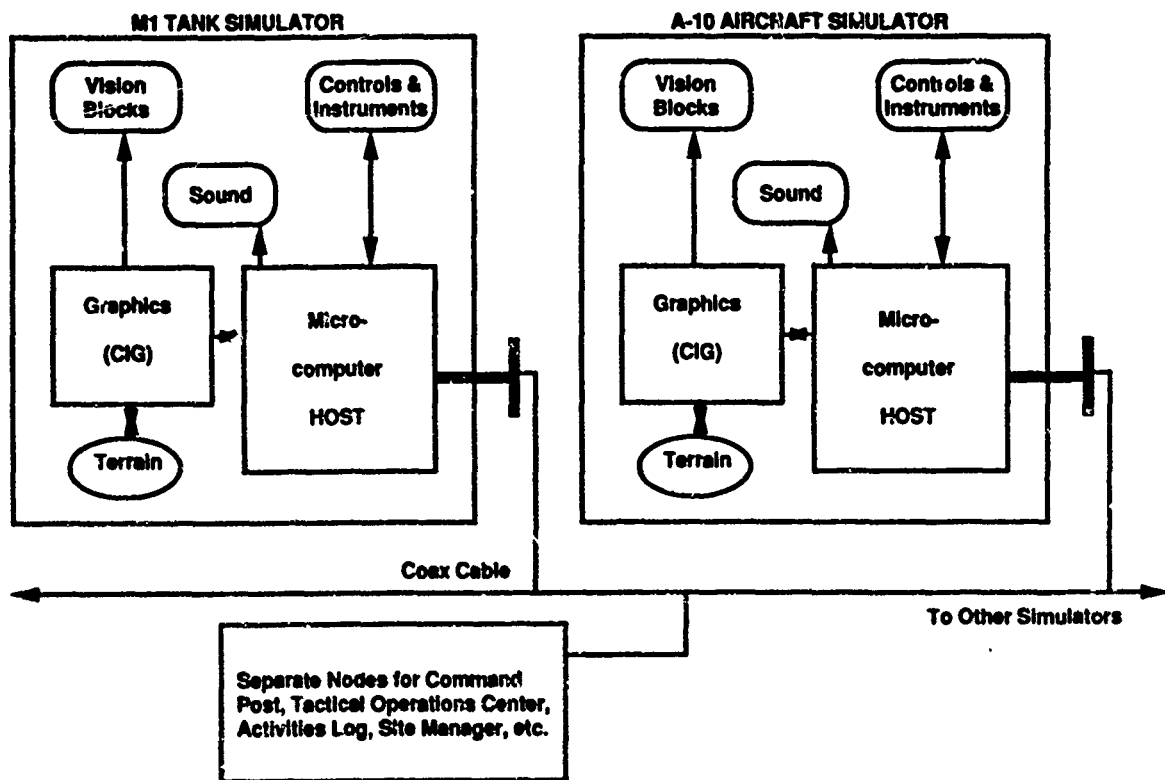 M1 TANK SIMULATOR
A-10 AIRCRAFT SIMULATOR
Vision
Blocks
Controls &
Instruments
Sound
Graphics
(CIG)
Micro-
computer
HOST
Terrain
Vision
Blocks
Controls &
Instruments
Sound
Graphics
(CIG)
Micro-
computer
HOST
Terrain
Coax Cable
To Other Simulators
Separate Nodes for Command
Post, Tactical Operations Center,
Activities Log, Site Manager, etc.